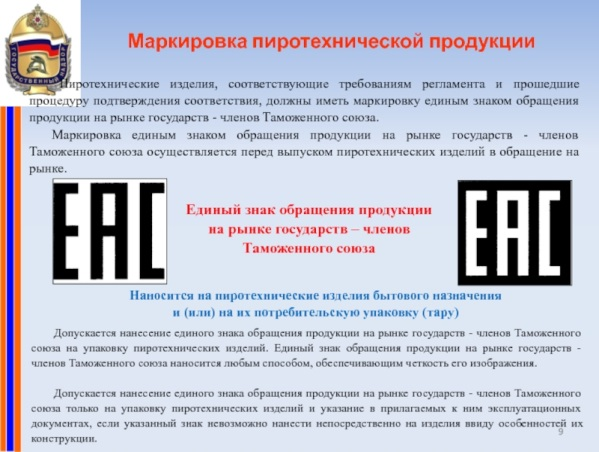 Маркировка пиротехнической продукции
Пиротехнические изделия, соответствующие требованиям регламента и прошедшие
процедуру подтверждения соответствия, должны иметь маркировку единым знаком обращения
продукции на рынке государств - членов Таможенного союза.
Маркировка единым знаком обращения продукции на рынке государств - членов
Таможенного союза осуществляется перед выпуском пиротехнических изделий в обращение на
рынке.
EAC
Единый знак обращения продукции
на рынке государств – членов
Таможенного союза
EAC
Наносится на пиротехнические изделия бытового назначения
и (или) на их потребительскую упаковку (тару)
Допускается нанесение единого знака обращения продукции на рынке государств - членов Таможенного
союза на упаковку пиротехнических изделий. Единый знак обращения продукции на рынке государств -
членов Таможенного союза наносится любым способом, обеспечивающим четкость его изображения.
Допускается нанесение единого знака обращения продукции на рынке государств - членов Таможенного
союза только на упаковку пиротехнических изделий и указание в прилагаемых к ним эксплуатационных
документах, если указанный знак невозможно нанести непосредственно на изделия ввиду особенностей их
конструкции.
9